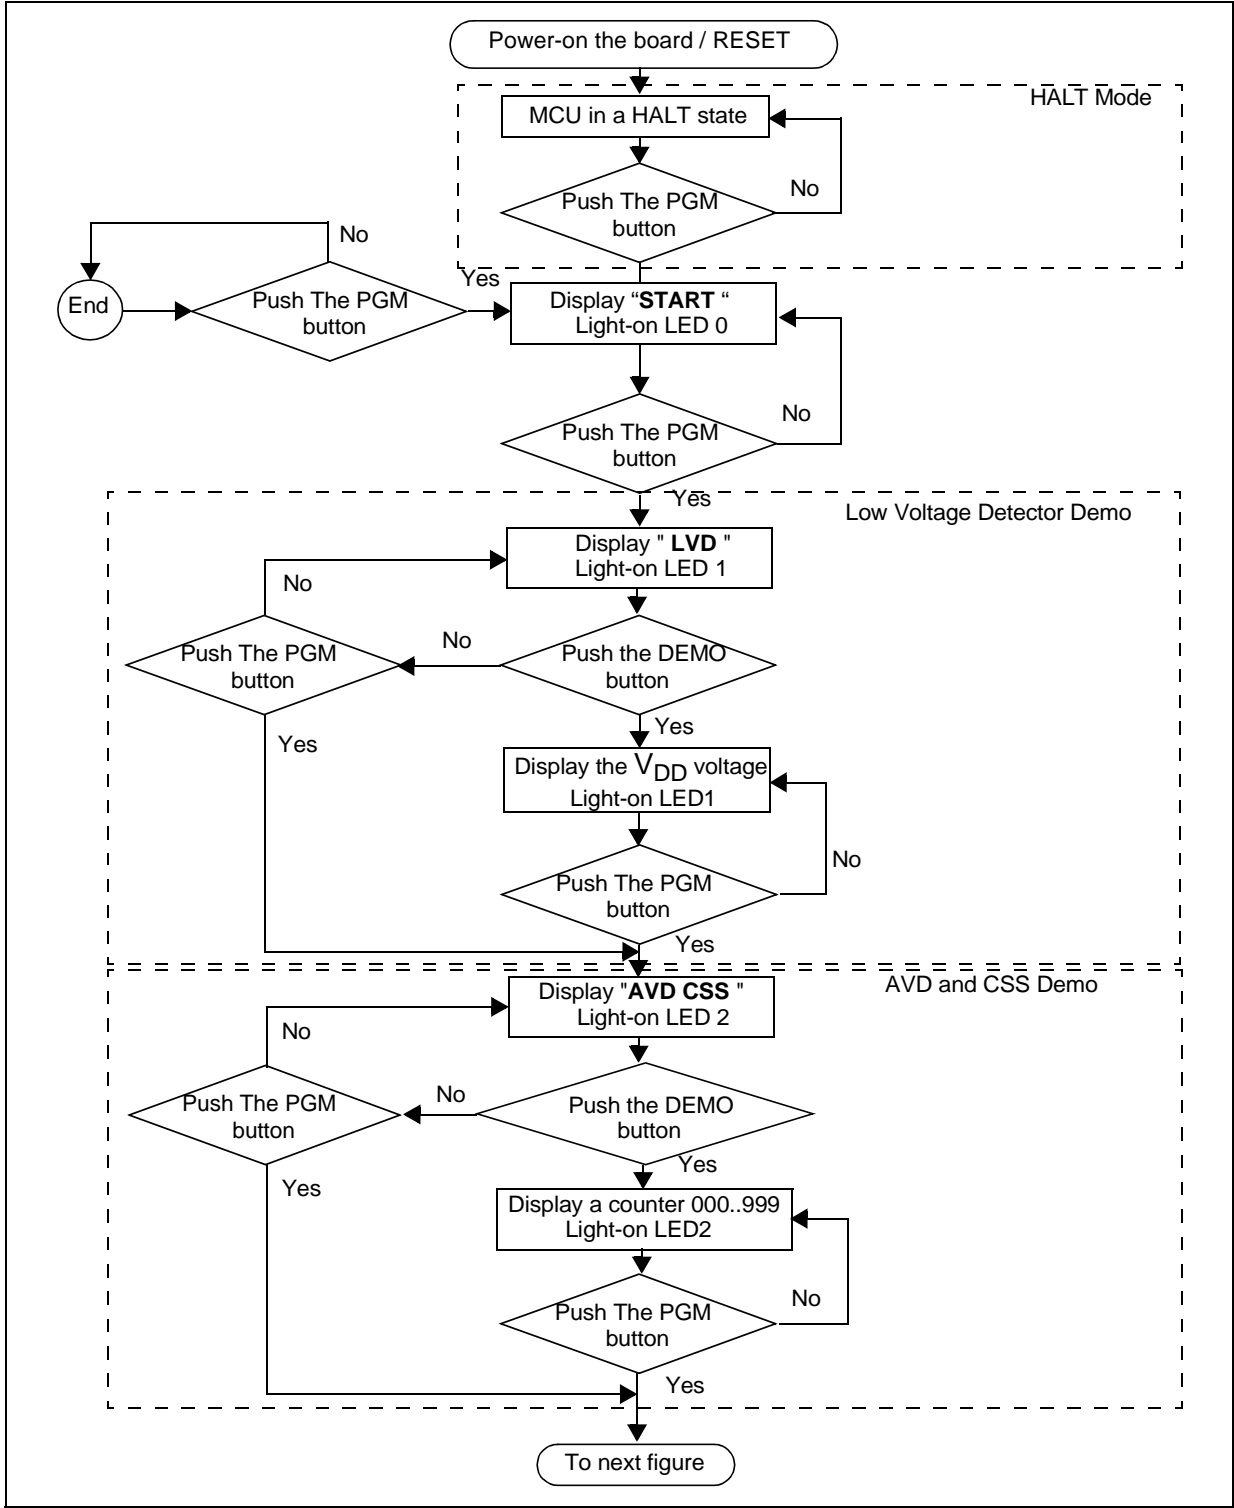 Power-on the board / RESET
HALT Mode
MCU in a HALT state
No
Push The PGM
button
No
Yes
End
Push The PGM
button
Display “START “
Light-on LED 0
No
Push The PGM
button
Yes
Low Voltage Detector Demo
Display " LVD "
Light-on LED 1
No
No
Push The PGM
button
Push the DEMO
button
Yes
Yes
Display the VDD voltage
Light-on LED1
No
Push The PGM
button
Yes
AVD and CSS Demo
Display "AVD CSS "
Light-on LED 2
No
No
Push The PGM
button
Push the DEMO
button
Yes
Yes
Display a counter 000..999
Light-on LED2
No
Push The PGM
button
Yes
To next figure